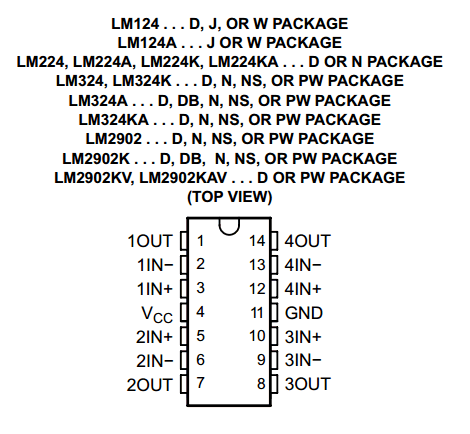 LM124 . . . D, J, OR W PACKAGE
LM124A . . . J OR W PACKAGE
LM224, LM224A, LM224K, LM224KA . . . D OR N PACKAGE
LM324, LM324K . . . D, N, NS, OR PW PACKAGE
LM324A . . . D, DB, N, NS, OR PW PACKAGE
LM324KA . . . D, N, NS, OR PW PACKAGE
LM2902 . . . D, N, NS, OR PW PACKAGE
LM2902K . . . D, DB, N, NS, OR PW PACKAGE
LM2902KV, LM2902KAV . . . D OR PW PACKAGE
(TOP VIEW)
1OUT 1 14 4OUT
1IN− 2 13 4IN−
1IN+ 3 12 4IN+
VCC 4 11 GND
2IN+ 5 10 3IN+
2IN− 6 9 3IN−
2OUT 7 8 3OUT